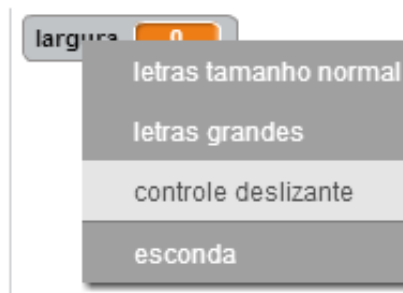 largura 0
letras tamanho normal
letras grandes
controle deslizante
esconda